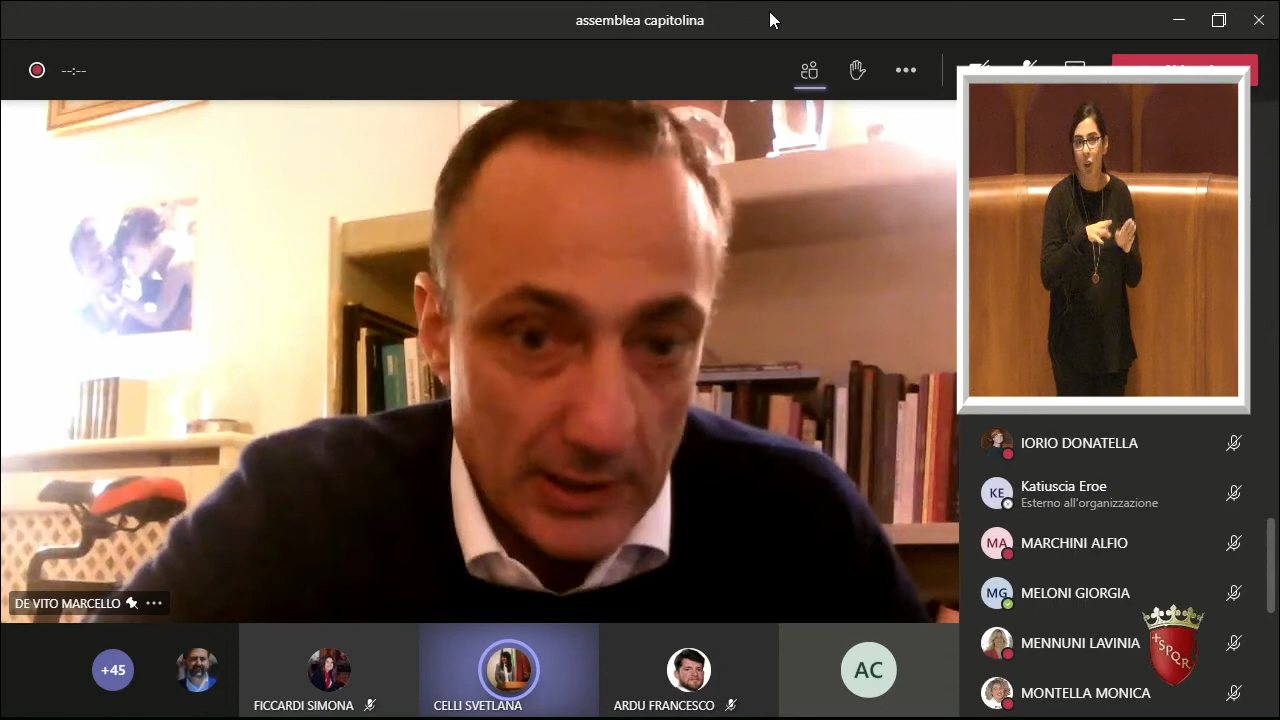 assemblea capitolina
--:--
IORIO DONATELLA
KE
Katiuscia Eroe
Esterno all'organizzazione
MA
MARCHINI ALFIO
MG
MELONI GIORGIA
MENNUNI LAVINIA
SPQR
MONTELLA MONICA
DE VITO MARCELLO
+45
FICCARDI SIMONA
CELLI SVETLANA
ARDU FRANCESCO
AC